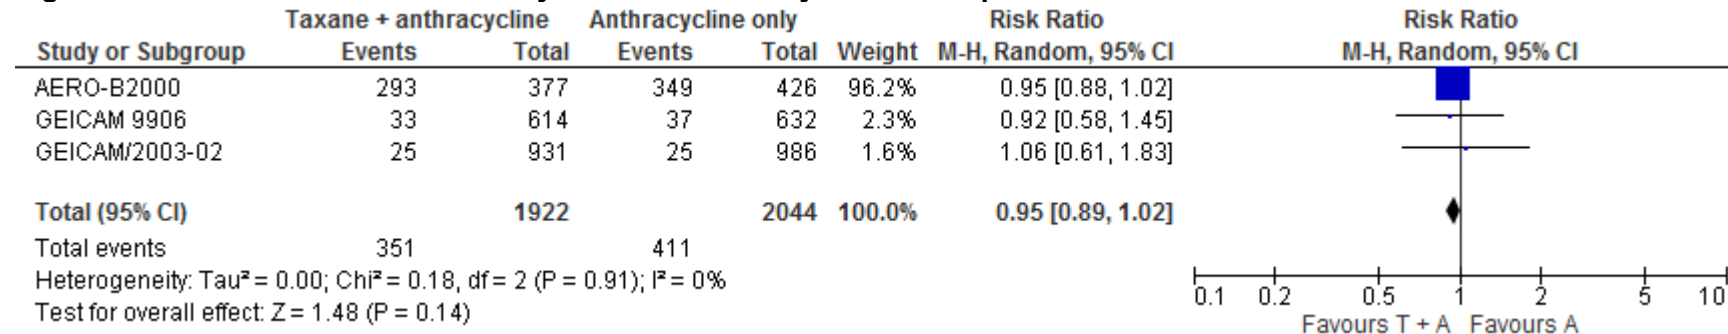 Taxane + anthracycline Anthracycline only Risk Ratio Risk Ratio
Study or Subgroup Events Total Events Total Weight M-H, Random, 95% CI M-H, Random, 95% CI
AERO-B2000 293 377 349 426 96.2% 0.95 [0.88, 1.02]
GEICAM 9906 33 614 37 632 2.3% 0.92 [0.58, 1.45]
GEICAM/2003-02 25 931 25 986 1.6% 1.06 [0.61, 1.83]
Total (95% CI) 1922 2044 100.0% 0.95 [0.89, 1.02]
Total events 351 411
Heterogeneity: Tau² = 0.00; Chi² = 0.18, df = 2 (P = 0.91); I² = 0%
Test for overall effect: Z = 1.48 (P = 0.14)
0.1 0.2 0.5 1 2 5 10
Favours T + A Favours A